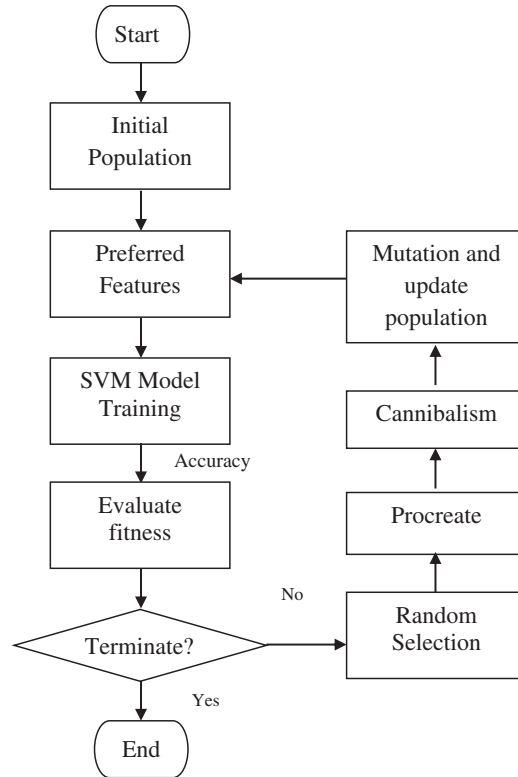 Start
Initial
Population
Preferred
Features
SVM Model
Training
Accuracy
Evaluate
fitness
Terminate?
Yes
End
No
Random
Selection
Procreate
Cannibalism
Mutation and
update
population